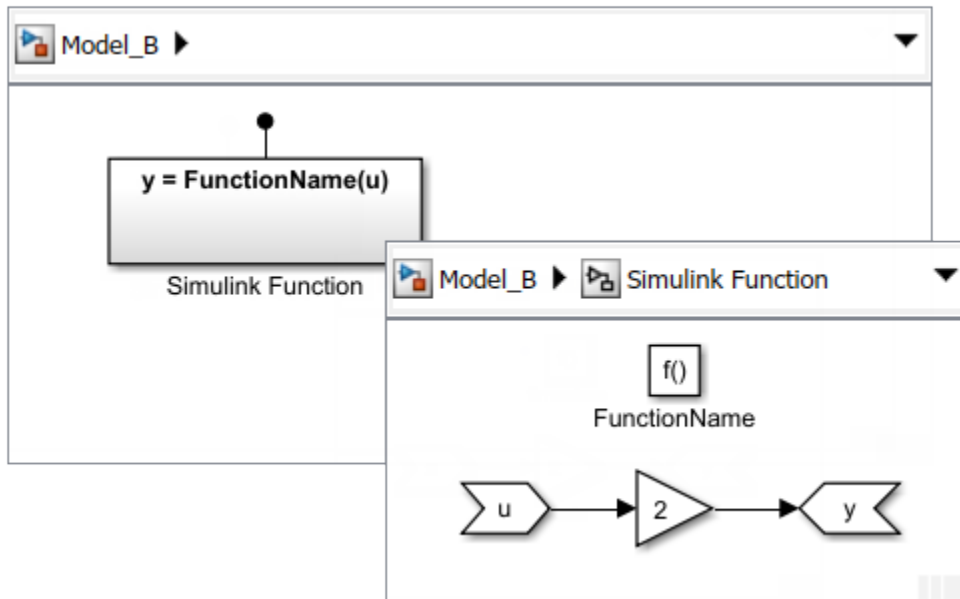 Model_B
y = FunctionName(u)
Simulink Function
Model_B Simulink Function
f()
FunctionName
u 2 y